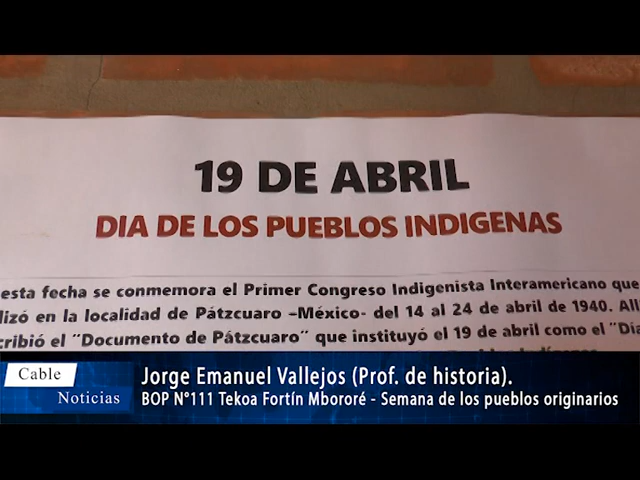 19 DE ABRIL
DIA DE LOS PUEBLOS INDIGENAS
esta fecha se conmemora el Primer Congreso Indigenista Interamericano que
lizó en la localidad de Pátzcuaro –México- del 14 al 24 de abril de 1940. Allí
cribió el ¨Documento de Pátzcuaro¨ que instituyó el 19 de abril como el ¨Día
Cable
Noticias
Jorge Emanuel Vallejos (Prof. de historia).
BOP N°111 Tekoa Fortín Mbororé - Semana de los pueblos originarios